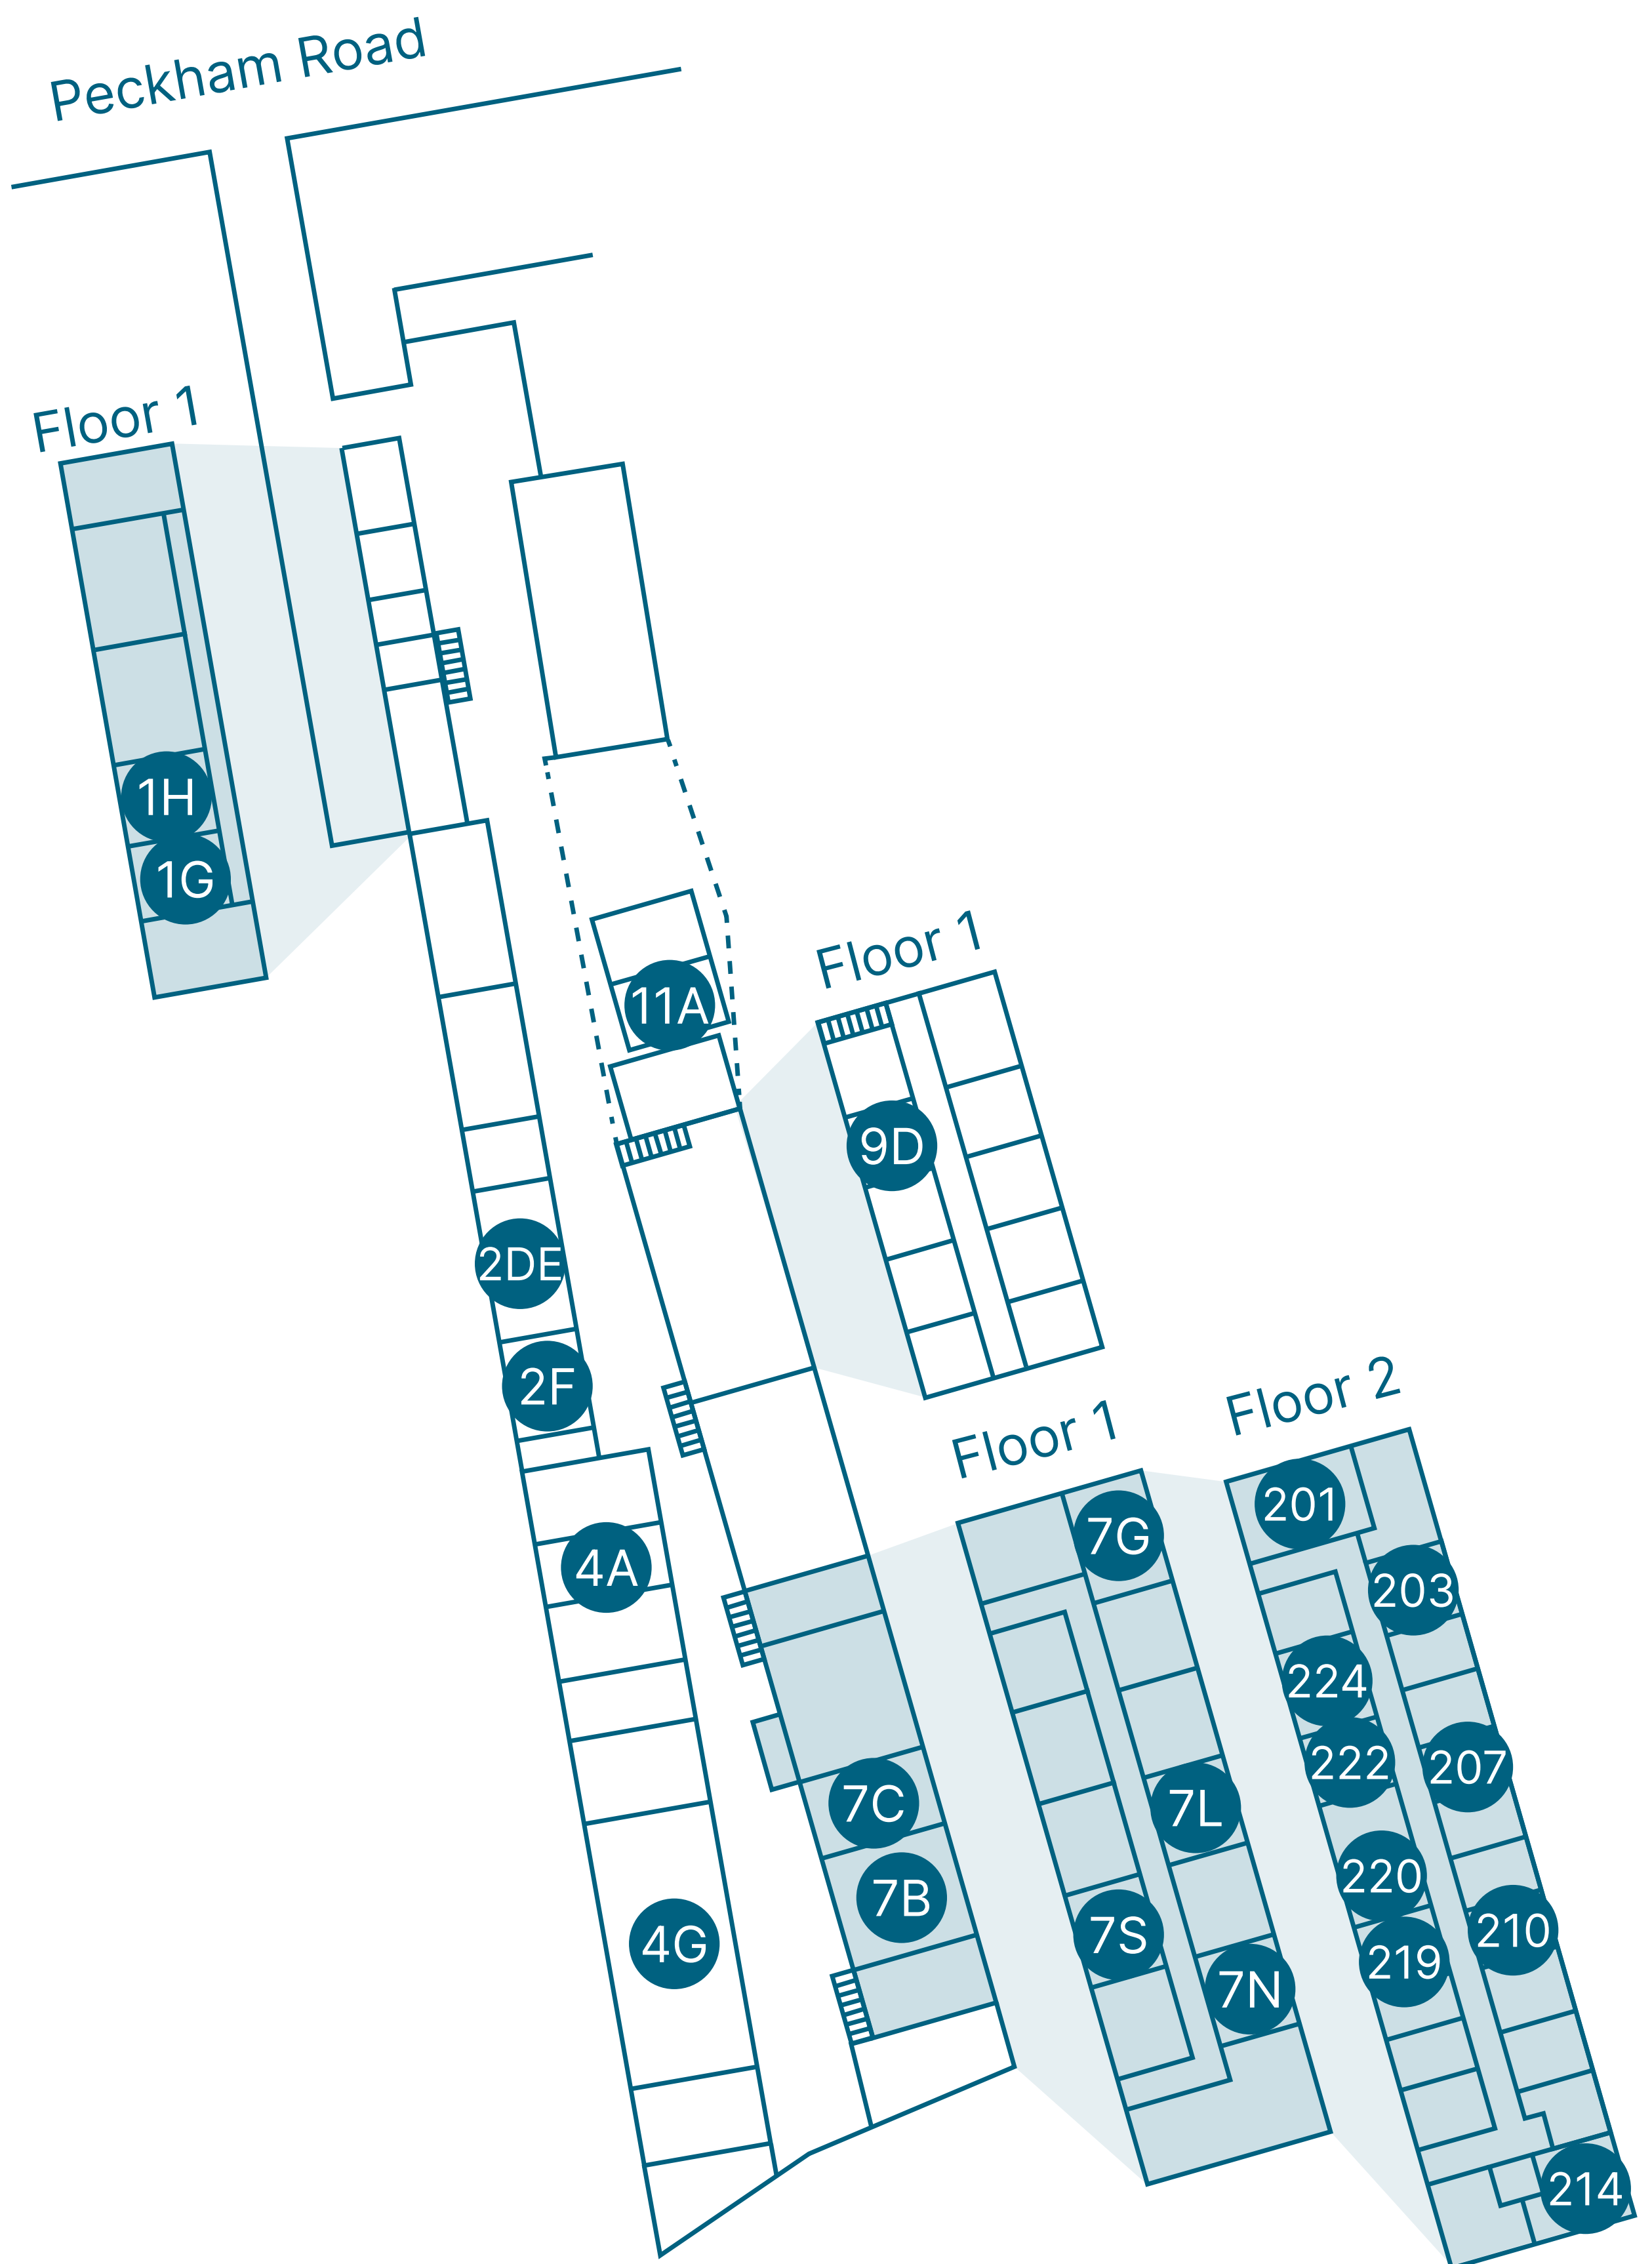 Peckham Road
Floor 1
1H
1G
11A
Floor 1
9D
2DE
2F
4A
4G
7C
7B
Floor 1
7G
7L
7S
7N
Floor 2
201
203
224
222
207
220
210
219
214